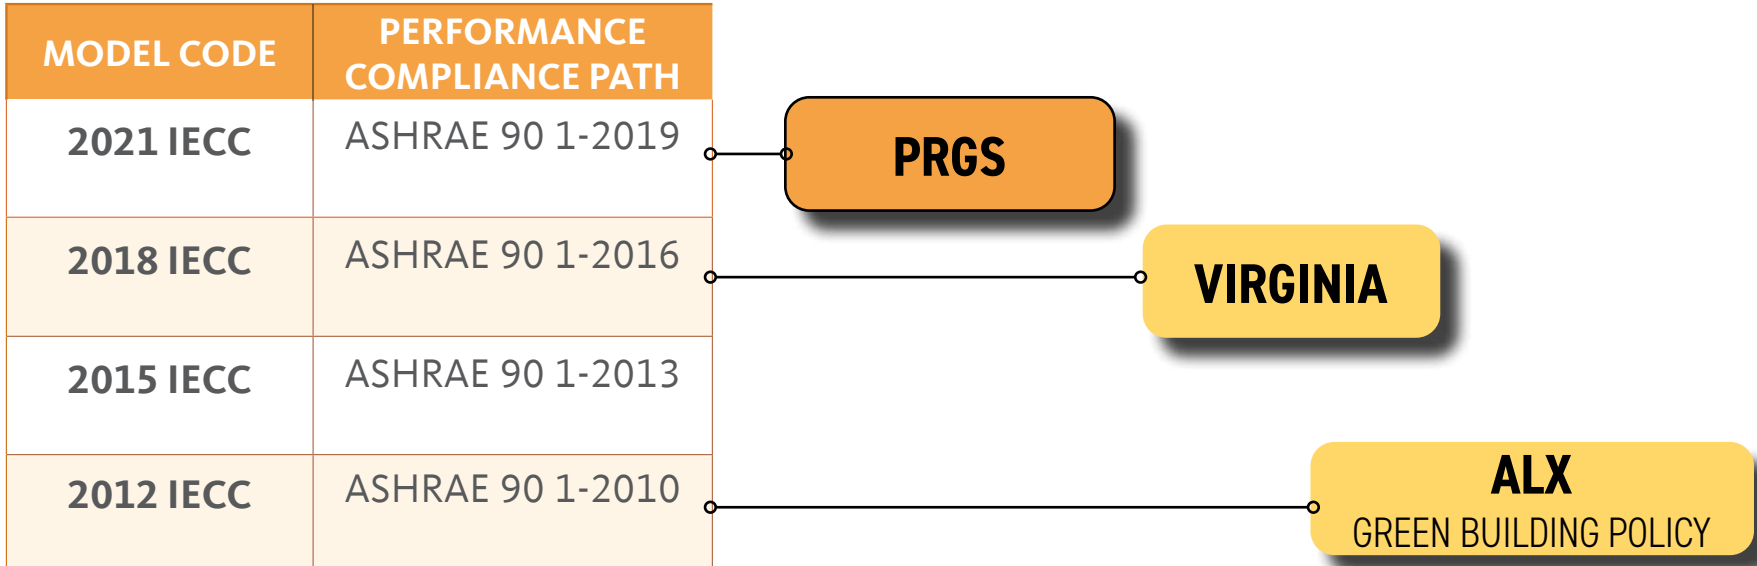 MODEL CODE
PERFORMANCE
COMPLIANCE PATH
2021 IECC
ASHRAE 90 1-2019
PRGS
2018 IECC
ASHRAE 90 1-2016
VIRGINIA
2015 IECC
ASHRAE 90 1-2013
2012 IECC
ASHRAE 90 1-2010
ALX
GREEN BUILDING POLICY